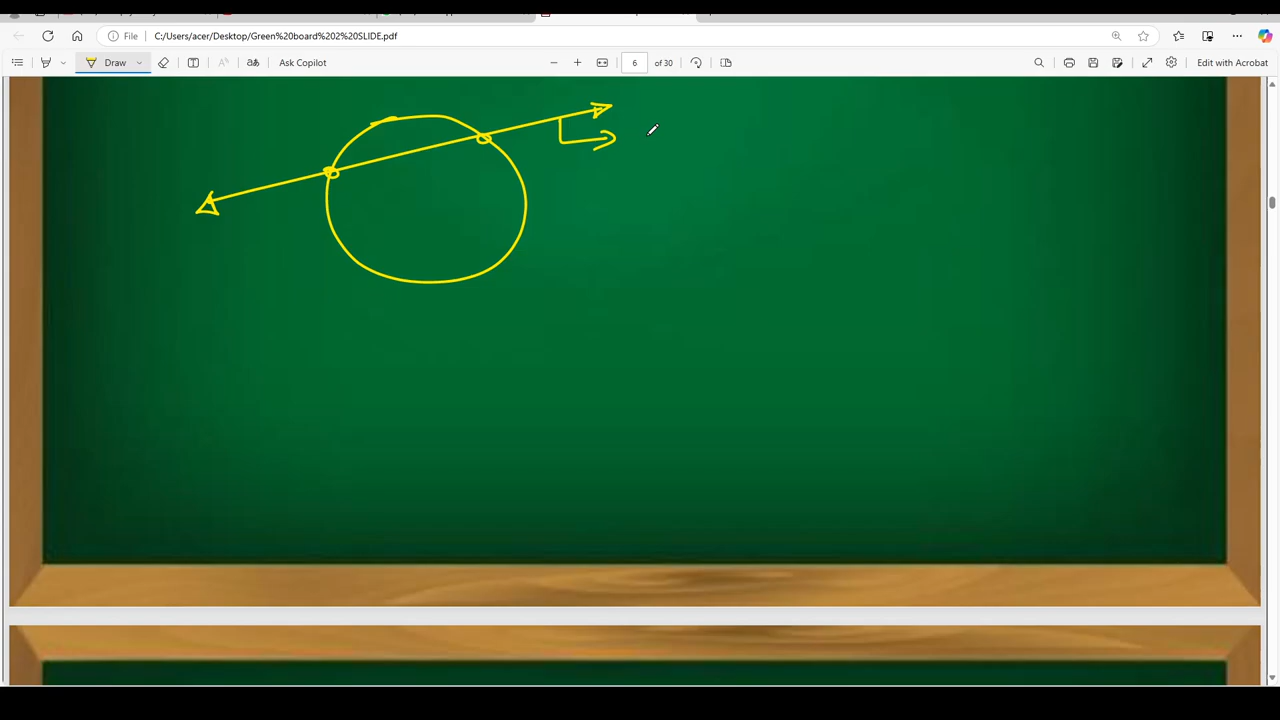 File
C:/Users/acer/Desktop/Green%20board%202%20SLIDE.pdf
Draw
Ask Copilot
6
of 30
Edit with Acrobat